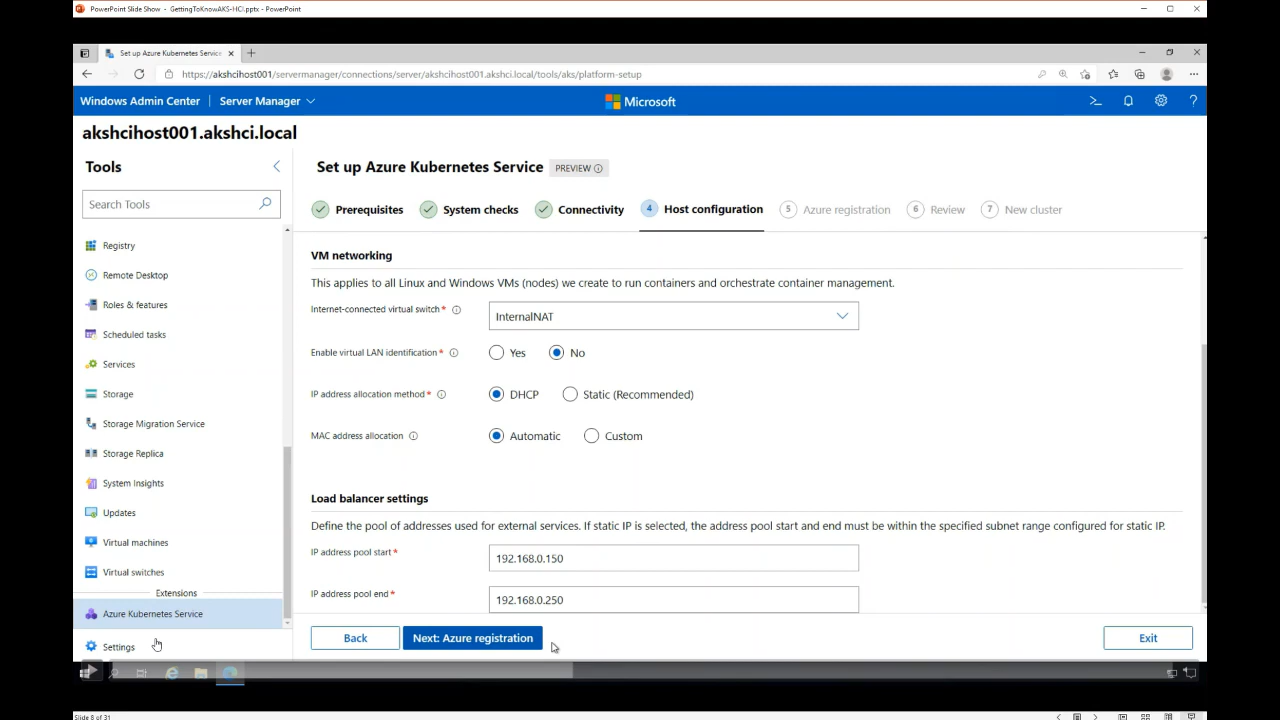 PowerPoint Slide Show - GettingToKnowAKS-HCI.pptx - PowerPoint
Set up Azure Kubernetes Service
https://akshcihost001/servermanager/connections/server/akshcihost001.akshci.local/tools/aks/platform-setup
Windows Admin Center | Server Manager
Microsoft
akshcihost001.akshci.local
Tools
Search Tools
Registry
Remote Desktop
Roles & features
Scheduled tasks
Services
Storage
Storage Migration Service
Storage Replica
System Insights
Updates
Virtual machines
Virtual switches
Extensions
Azure Kubernetes Service
Settings
Set up Azure Kubernetes Service PREVIEW
Prerequisites
System checks
Connectivity
4 Host configuration
5 Azure registration
6 Review
7 New cluster
VM networking
This applies to all Linux and Windows VMs (nodes) we create to run containers and orchestrate container management.
Internet-connected virtual switch *
InternalNAT
Enable virtual LAN identification *
Yes No
IP address allocation method *
DHCP Static (Recommended)
MAC address allocation
Automatic Custom
Load balancer settings
Define the pool of addresses used for external services. If static IP is selected, the address pool start and end must be within the specified subnet range configured for static IP.
IP address pool start *
192.168.0.150
IP address pool end *
192.168.0.250
Back
Next: Azure registration
Exit
Slide 8 of 31